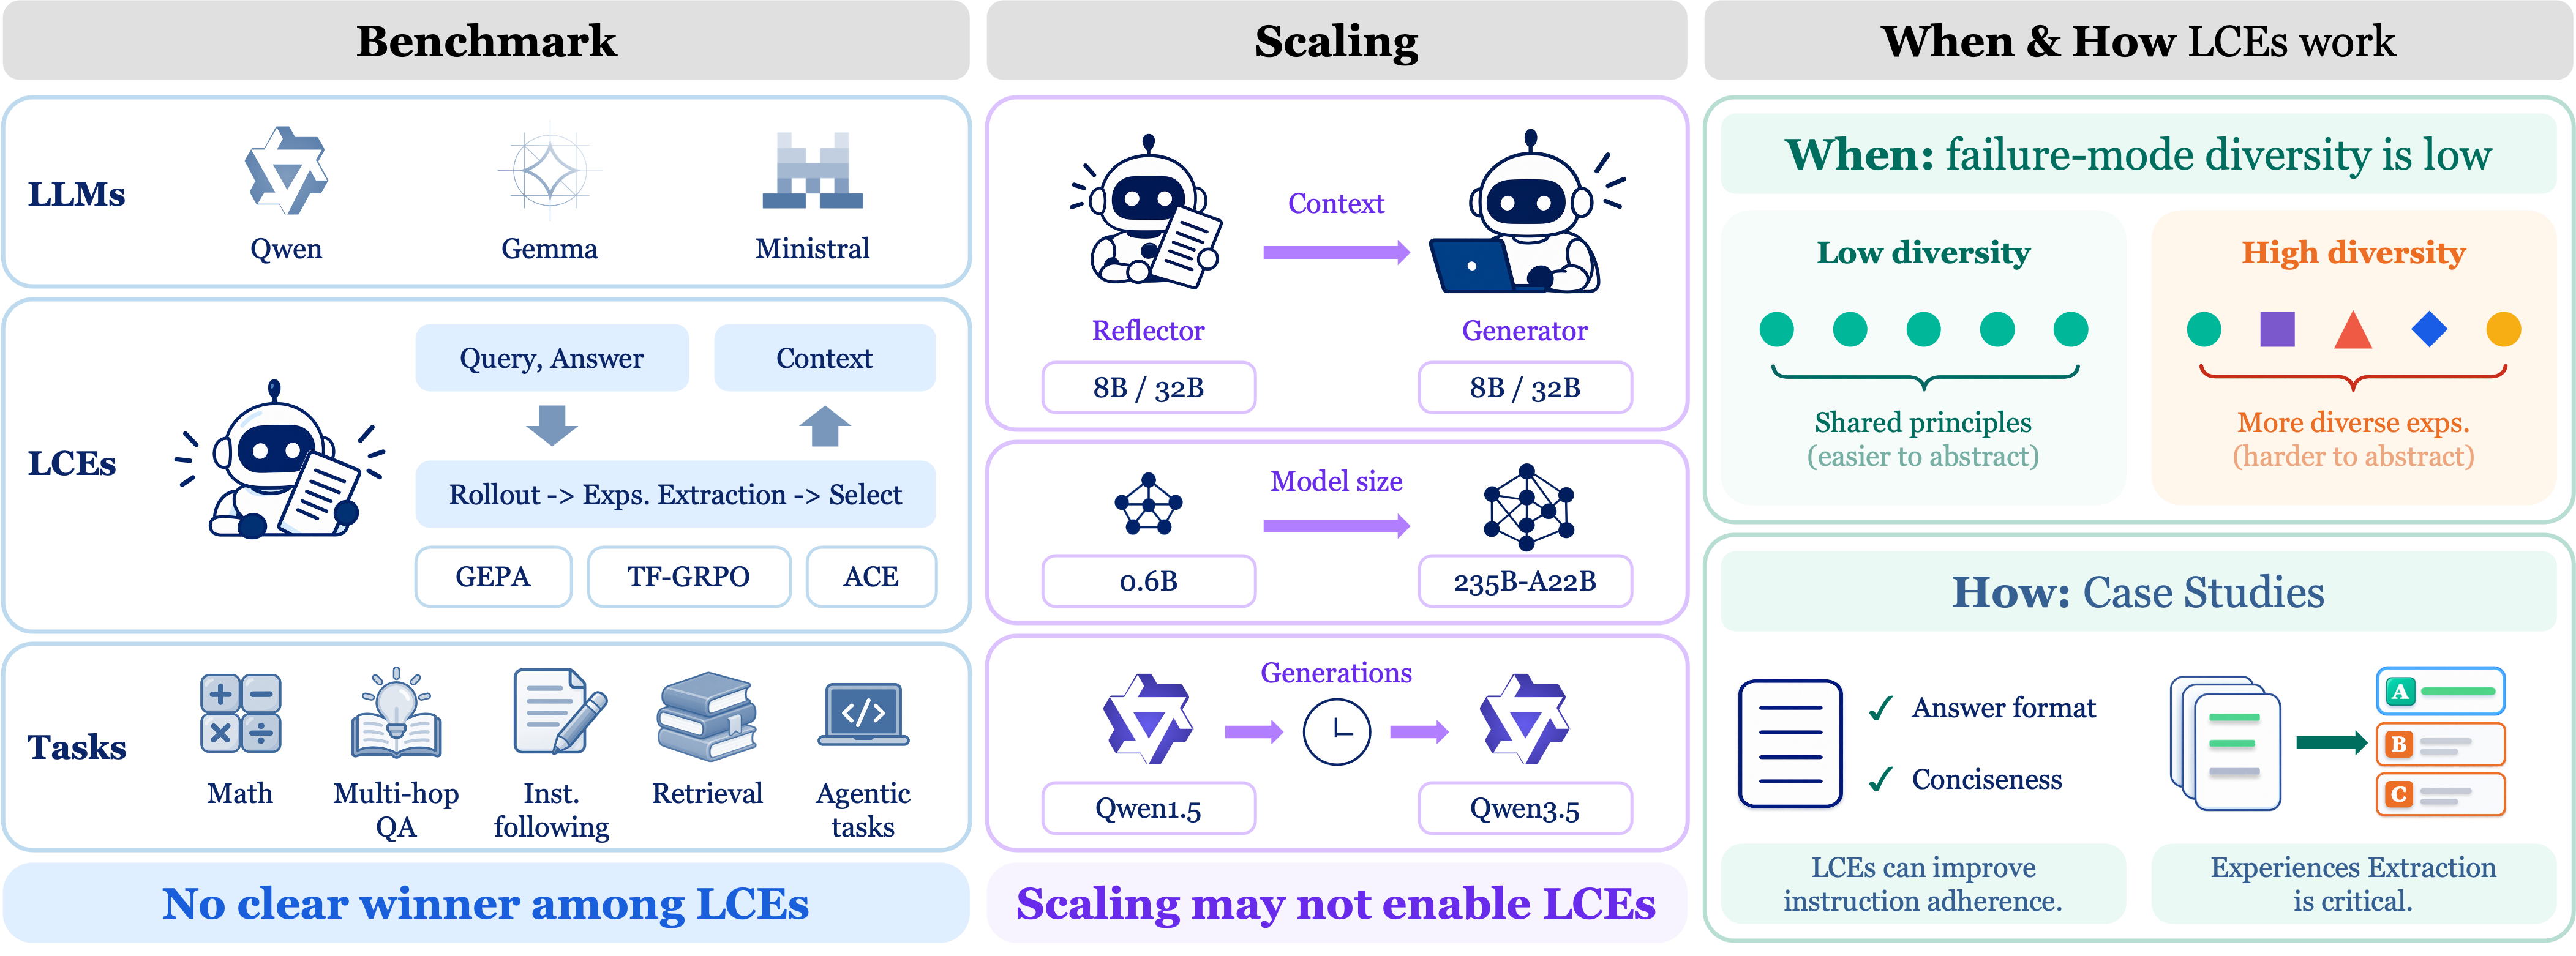 Benchmark
LLMs
Qwen
Gemma
Ministral
LCEs
Query, Answer
Context
Rollout -> Exps. Extraction -> Select
GEPA
TF-GRPO
ACE
Tasks
Math
Multi-hop
QA
Inst.
following
Retrieval
</>
Agentic
tasks
No clear winner among LCEs
Scaling
Context
Reflector
Generator
8B / 32B
8B / 32B
Model size
0.6B
235B-A22B
Generations
Qwen1.5
Qwen3.5
Scaling may not enable LCEs
When & How LCEs work
When: failure-mode diversity is low
Low diversity
Shared principles
(easier to abstract)
High diversity
More diverse exps.
(harder to abstract)
How: Case Studies
✓ Answer format
✓ Conciseness
LCEs can improve
instruction adherence.
A
B
C
Experiences Extraction
is critical.